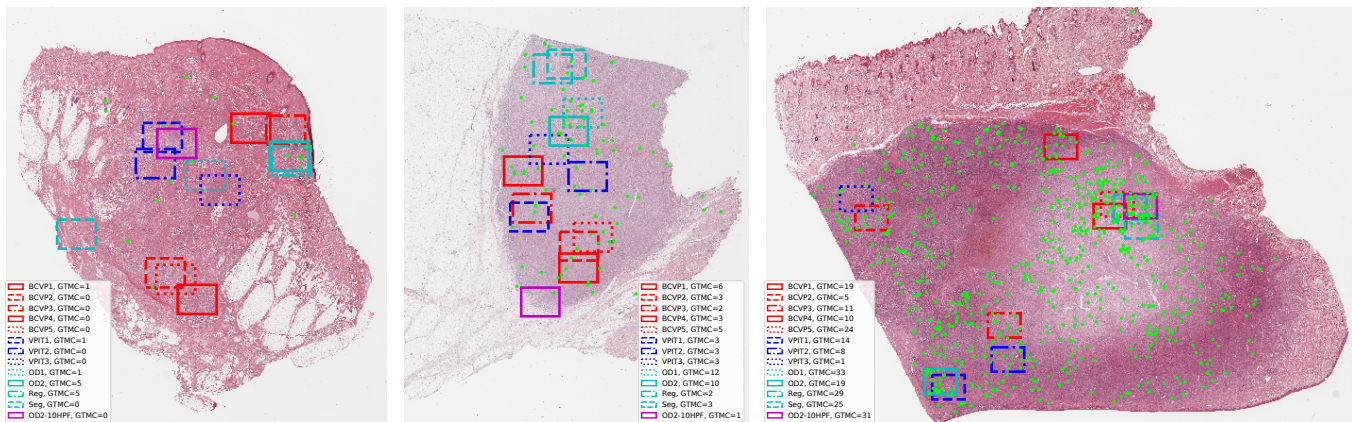 BCVP1, GTMC=1
BCVP2, GTMC=0
BCVP3, GTMC=0
BCVP4, GTMC=0
BCVP5, GTMC=0
VPIT1, GTMC=1
VPIT2, GTMC=0
VPIT3, GTMC=0
OD1, GTMC=1
OD2, GTMC=5
Reg, GTMC=5
Seg, GTMC=0
OD2-10HPF, GTMC=0
BCVP1, GTMC=6
BCVP2, GTMC=3
BCVP3, GTMC=2
BCVP4, GTMC=3
BCVP5, GTMC=5
VPIT1, GTMC=3
VPIT2, GTMC=3
VPIT3, GTMC=3
OD1, GTMC=12
OD2, GTMC=10
Reg, GTMC=2
Seg, GTMC=3
OD2-10HPF, GTMC=1
BCVP1, GTMC=19
BCVP2, GTMC=5
BCVP3, GTMC=11
BCVP4, GTMC=10
BCVP5, GTMC=24
VPIT1, GTMC=14
VPIT2, GTMC=8
VPIT3, GTMC=1
OD1, GTMC=33
OD2, GTMC=19
Reg, GTMC=29
Seg, GTMC=25
OD2-10HPF, GTMC=31